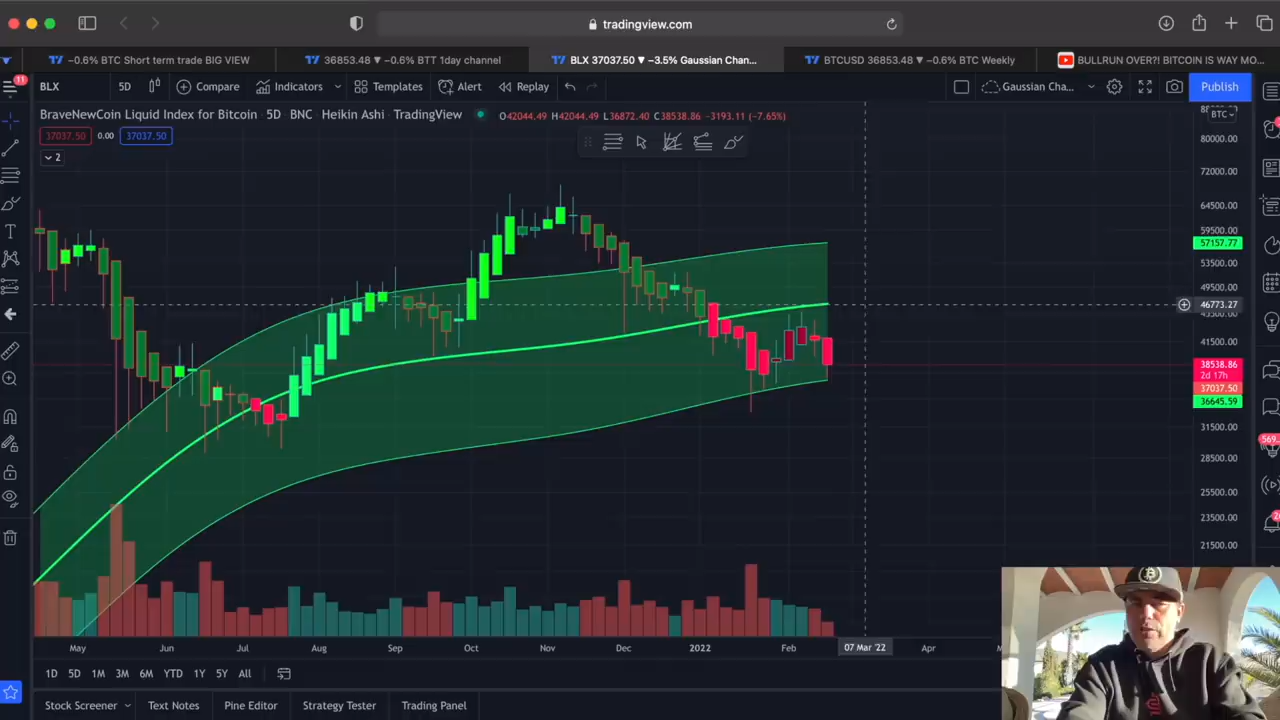 tradingview.com
−0.6% BTC Short term trade BIG VIEW
36853.48 ▼ −0.6% BTT 1day channel
BLX 37037.50 ▼ −3.5% Gaussian Chan...
BTCUSD 36853.48 ▼ −0.6% BTC Weekly
BULLRUN OVER?! BITCOIN IS WAY MO...
11
BLX
5D
Compare
Indicators
Templates
Alert
Replay
Gaussian Cha...
Publish
BraveNewCoin Liquid Index for Bitcoin · 5D · BNC · Heikin Ashi · TradingView
O42044.49 H42044.49 L36872.40 C38538.86 −3193.11 (−7.65%)
37037.50
0.00
37037.50
2
BTC
80000.00
72000.00
64500.00
59500.00
57157.77
53500.00
49500.00
46773.27
41500.00
38538.86
2d 17h
37037.50
36645.59
31500.00
28500.00
25500.00
23500.00
21500.00
May
Jun
Jul
Aug
Sep
Oct
Nov
Dec
2022
Feb
07 Mar '22
Apr
1D
5D
1M
3M
6M
YTD
1Y
5Y
All
Stock Screener
Text Notes
Pine Editor
Strategy Tester
Trading Panel